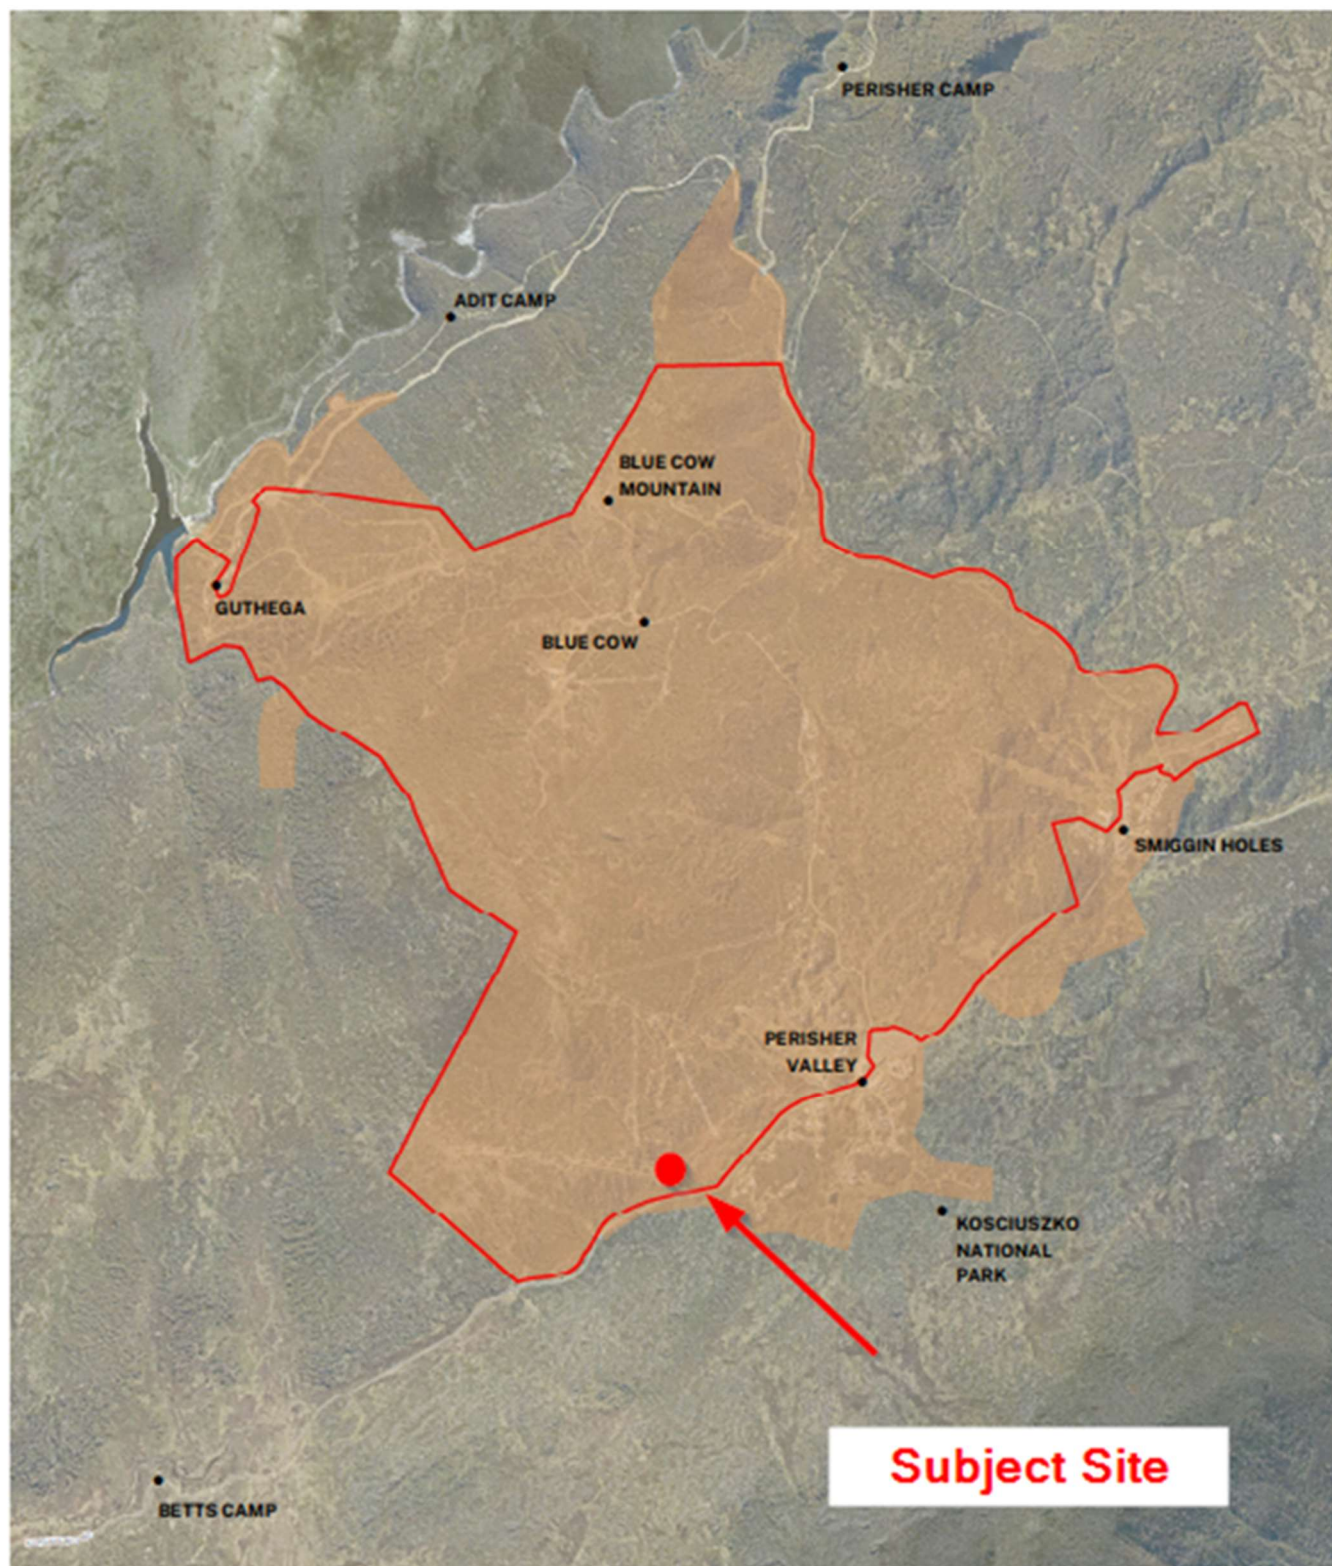 PERISHER CAMP
ADIT CAMP
BLUE COW
MOUNTAIN
GUTHEGA
BLUE COW
SMIGGIN HOLES
PERISHER
VALLEY
KOSCIUSZKO
NATIONAL
PARK
Subject Site
BETTS CAMP